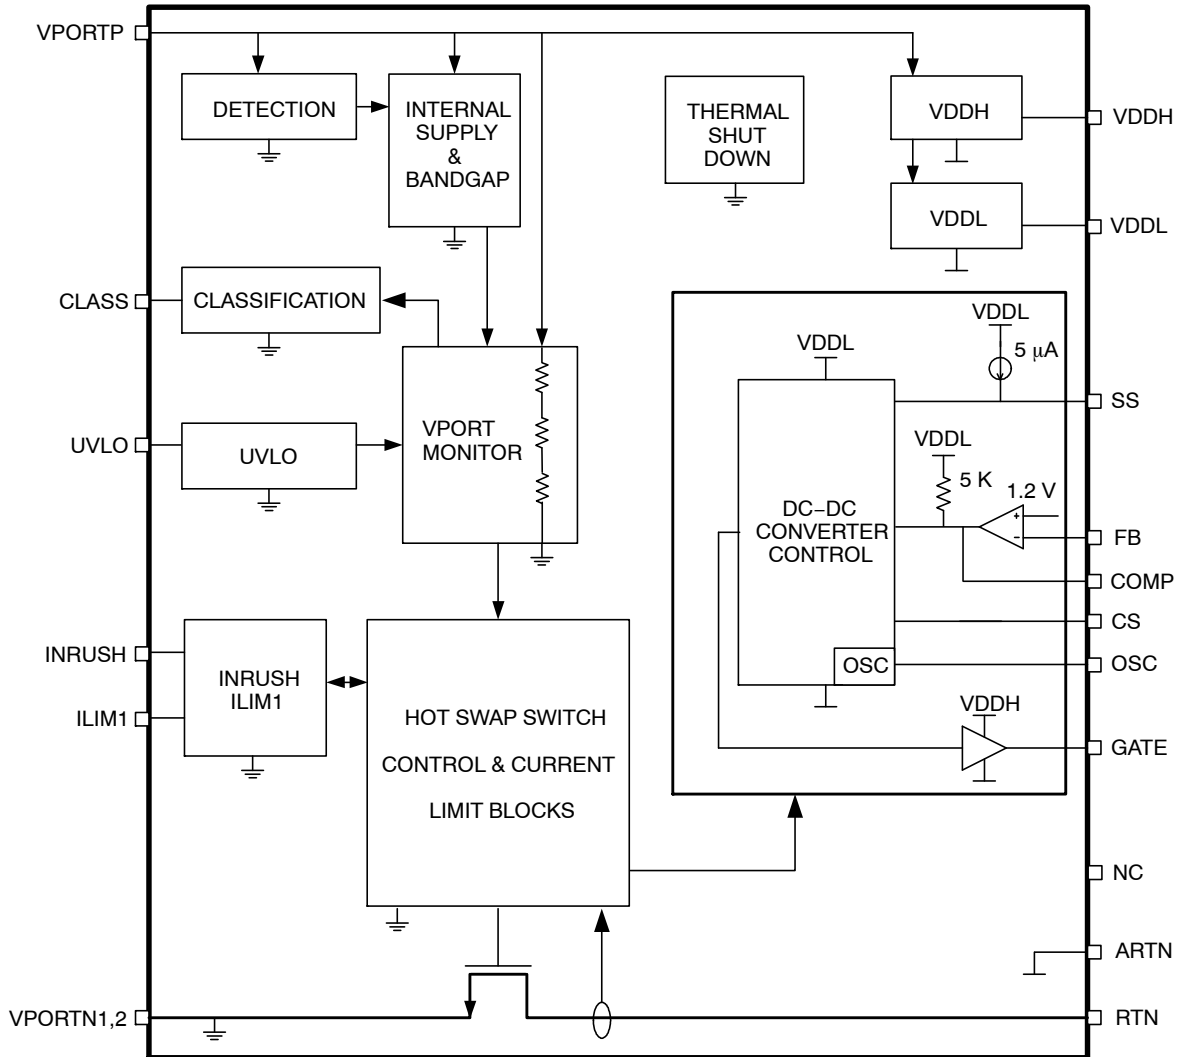 VPORTP
DETECTION
INTERNAL
SUPPLY
&
BANDGAP
THERMAL
SHUT
DOWN
VDDH
VDDH
VDDL
VDDL
CLASS
CLASSIFICATION
VPORT
MONITOR
UVLO
UVLO
VDDL
VDDL
5 μA
SS
VDDL
5 K
1.2 V
+
−
DC−DC
CONVERTER
CONTROL
FB
COMP
CS
OSC
OSC
VDDH
GATE
INRUSH
ILIM1
INRUSH
ILIM1
HOT SWAP SWITCH
CONTROL & CURRENT
LIMIT BLOCKS
NC
ARTN
VPORTN1,2
RTN